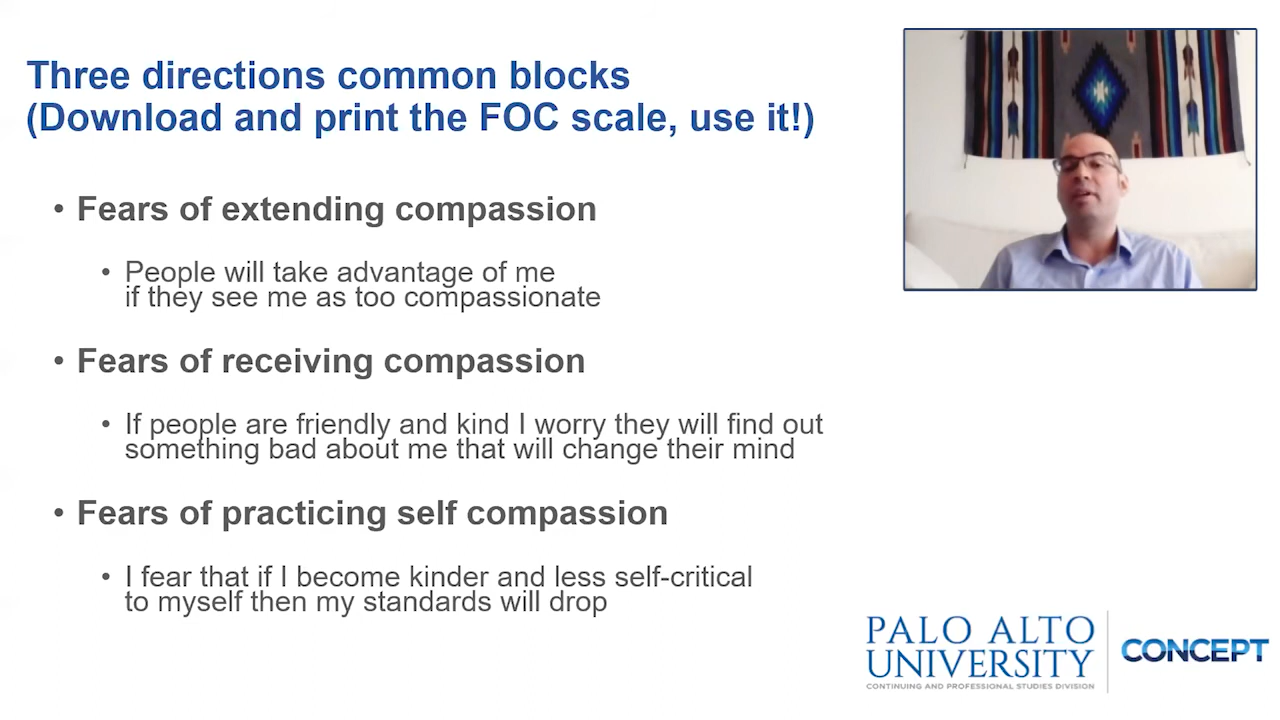 Three directions common blocks
(Download and print the FOC scale, use it!)
• Fears of extending compassion
• People will take advantage of me
if they see me as too compassionate
• Fears of receiving compassion
• If people are friendly and kind I worry they will find out
something bad about me that will change their mind
• Fears of practicing self compassion
• I fear that if I become kinder and less self-critical
to myself then my standards will drop
PALO ALTO
UNIVERSITY
CONTINUING AND PROFESSIONAL STUDIES DIVISION
CONCEPT